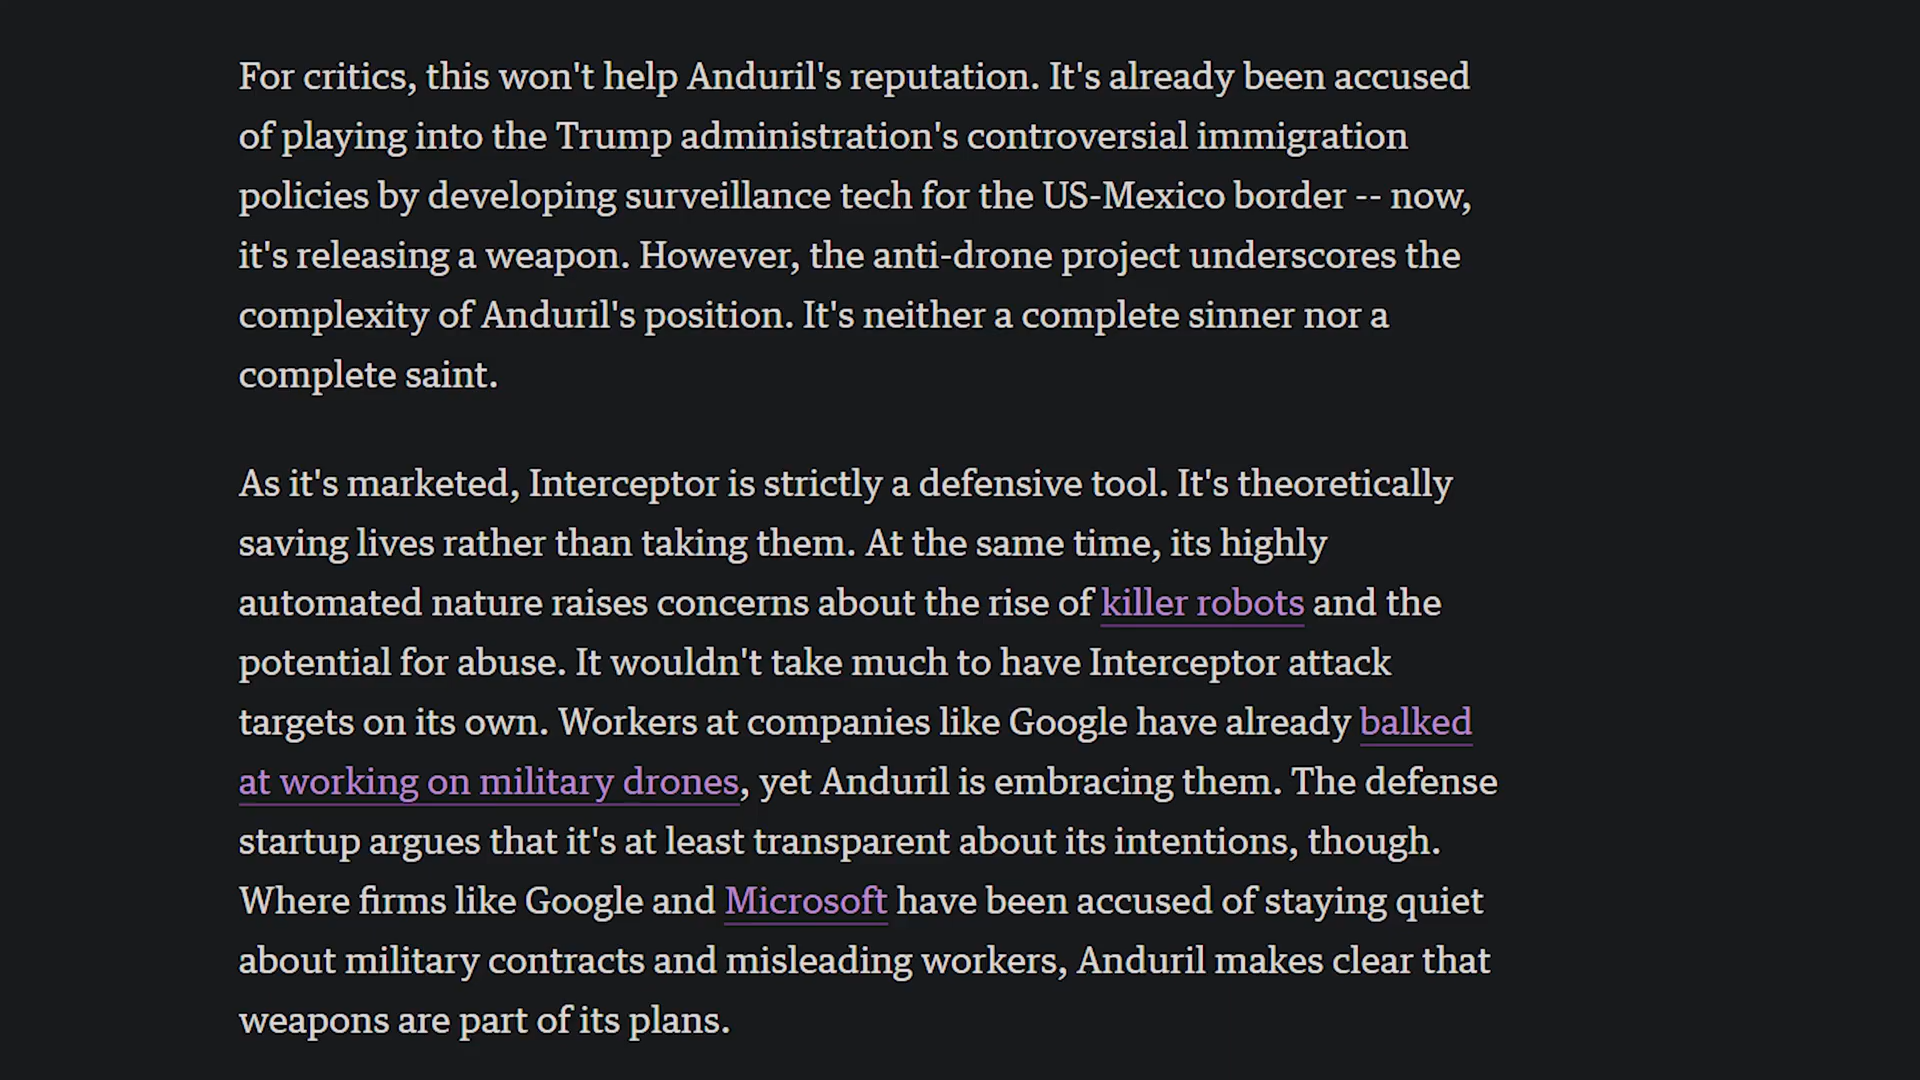 For critics, this won't help Anduril's reputation. It's already been accused
of playing into the Trump administration's controversial immigration
policies by developing surveillance tech for the US-Mexico border -- now,
it's releasing a weapon. However, the anti-drone project underscores the
complexity of Anduril's position. It's neither a complete sinner nor a
complete saint.
As it's marketed, Interceptor is strictly a defensive tool. It's theoretically
saving lives rather than taking them. At the same time, its highly
automated nature raises concerns about the rise of killer robots and the
potential for abuse. It wouldn't take much to have Interceptor attack
targets on its own. Workers at companies like Google have already balked
at working on military drones, yet Anduril is embracing them. The defense
startup argues that it's at least transparent about its intentions, though.
Where firms like Google and Microsoft have been accused of staying quiet
about military contracts and misleading workers, Anduril makes clear that
weapons are part of its plans.